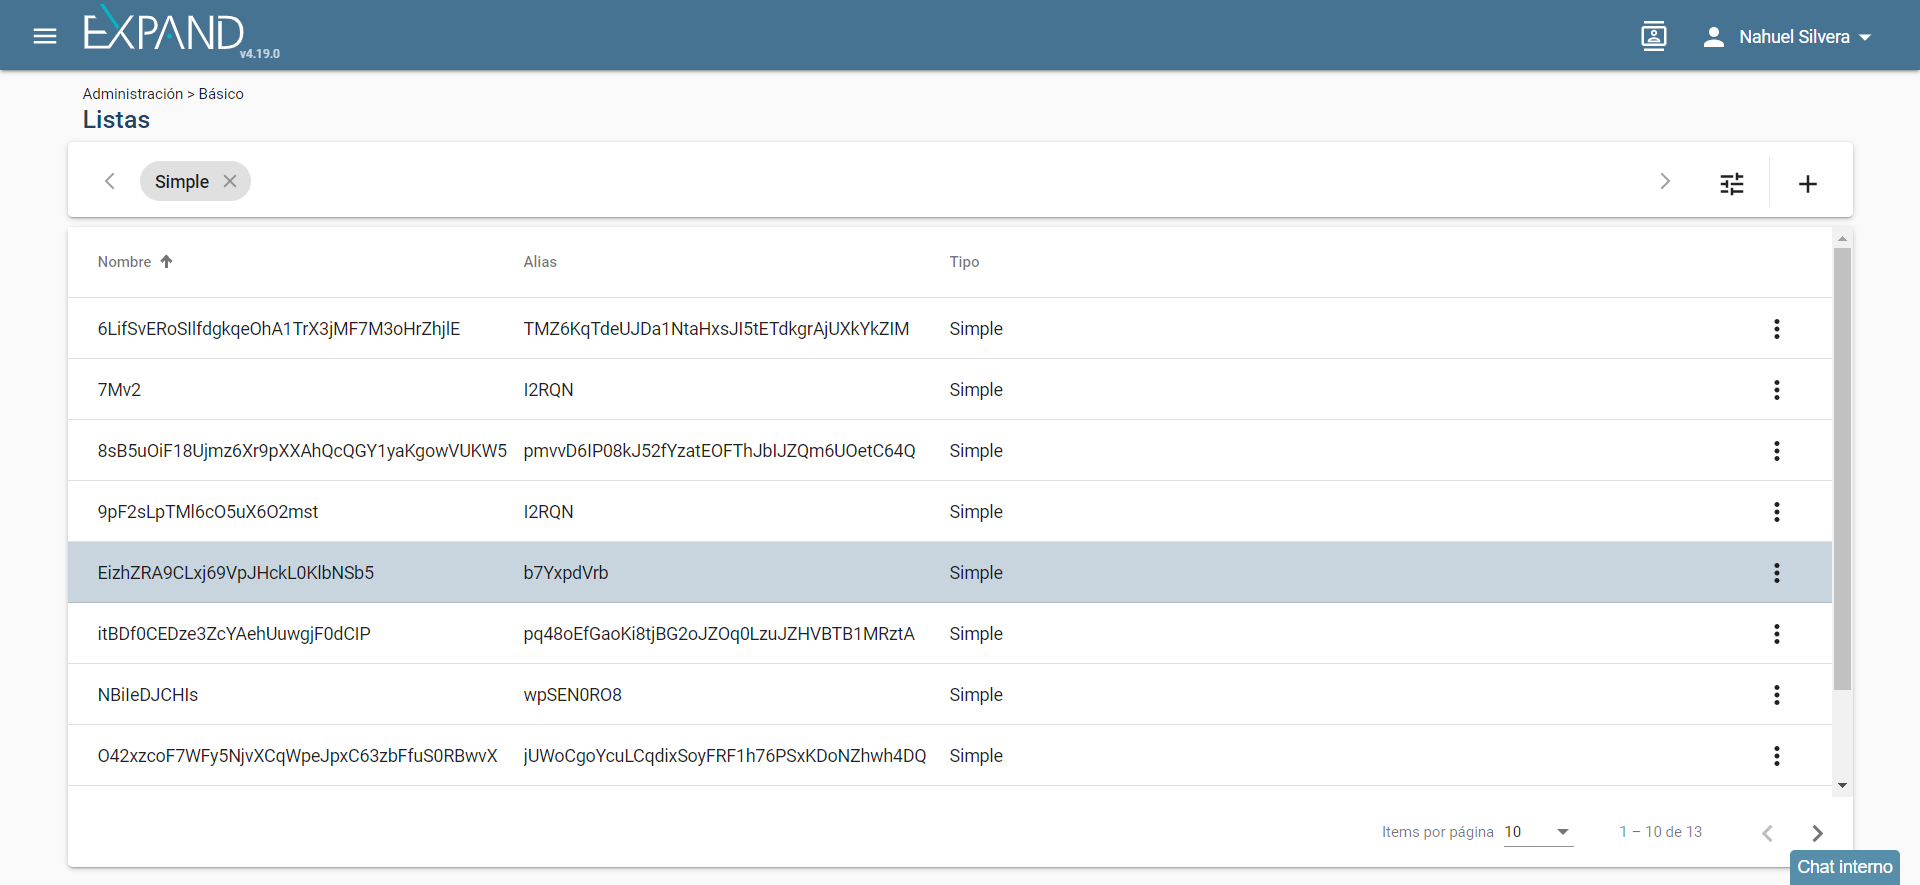 EXPAND
v4.19.0
Nahuel Silvera
Administración > Básico
Listas
Simple
Nombre Alias Tipo
6LifSvERoSIlfdgkqeOhA1TrX3jMF7M3oHrZhjlE TMZ6KqTdeUJDa1NtaHxsJI5tETdkgrAjUXkYkZIM Simple
7Mv2 I2RQN Simple
8sB5uOiF18Ujmz6Xr9pXXAhQcQGY1yaKgowVUKW5 pmvvD6IP08kJ52fYzatEOFThJbIJZQm6UOetC64Q Simple
9pF2sLpTMl6cO5uX6O2mst I2RQN Simple
EizhZRA9CLxj69VpJHckL0KlbNSb5 b7YxpdVrb Simple
itBDf0CEDze3ZcYAehUuwgjF0dCIP pq48oEfGaoKi8tjBG2oJZOq0LzuJZHVBTB1MRztA Simple
NBiIeDJCHIs wpSEN0RO8 Simple
O42xzcoF7WFy5NjvXCqWpeJpxC63zbFfuS0RBwvX jUWoCgoYcuLCqdixSoyFRF1h76PSxKDoNZhwh4DQ Simple
Items por página 10 1 – 10 de 13
Chat interno